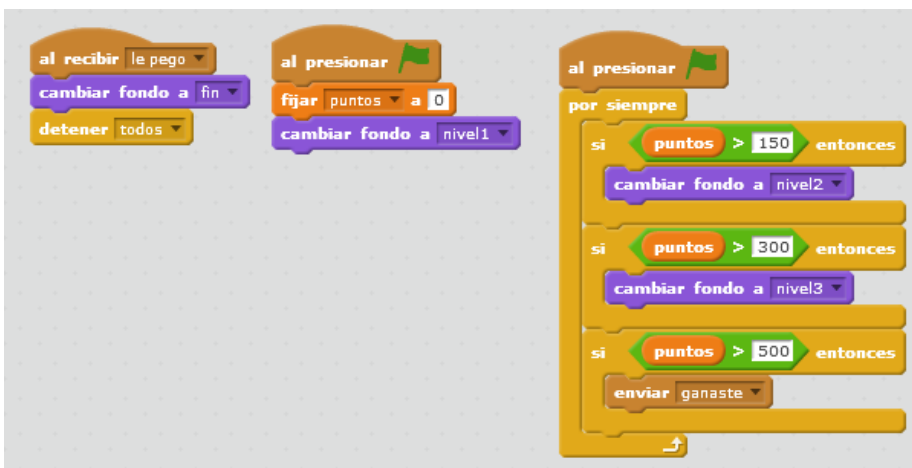 al recibir le pego
cambiar fondo a fin
detener todos
al presionar
fijar puntos a 0
cambiar fondo a nivel1
al presionar
por siempre
si puntos > 150 entonces
cambiar fondo a nivel2
si puntos > 300 entonces
cambiar fondo a nivel3
si puntos > 500 entonces
enviar ganaste